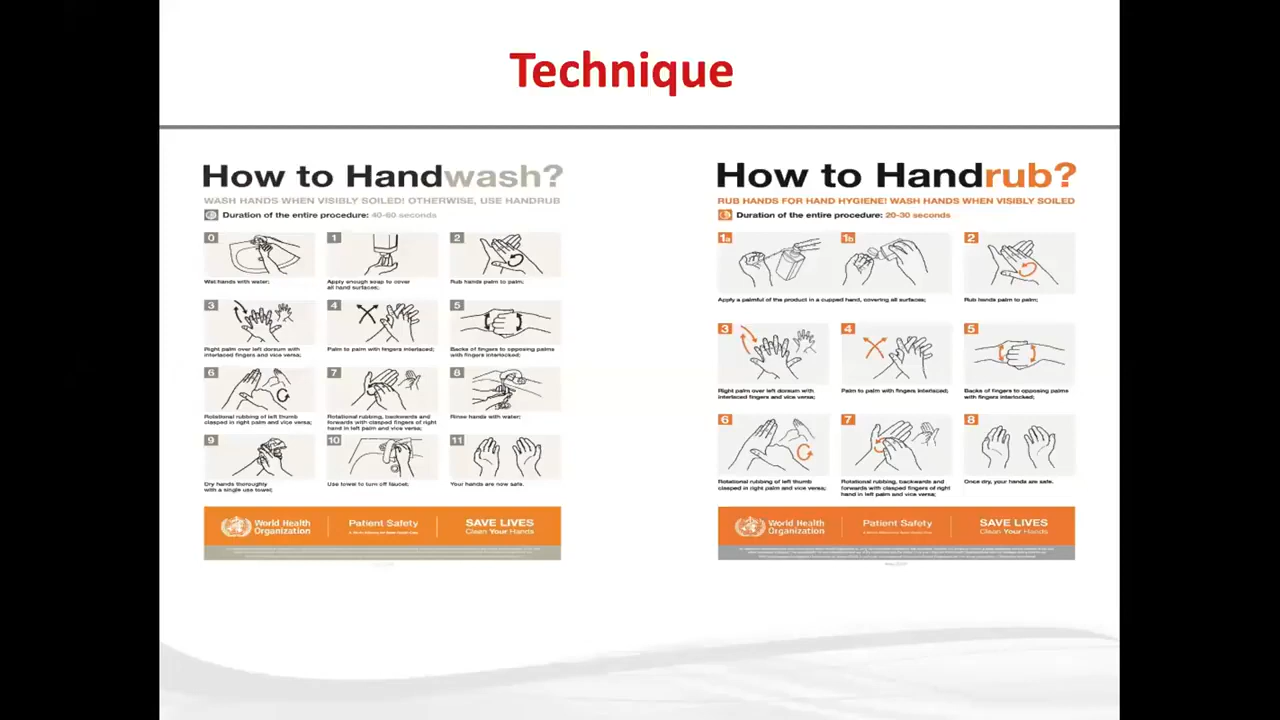 Technique
How to Handwash?
WASH HANDS WHEN VISIBLY SOILED! OTHERWISE, USE HANDRUB
Duration of the entire procedure: 40-60 seconds
0
1
2
Wet hands with water;
Apply enough soap to cover
all hand surfaces;
Rub hands palm to palm;
3
4
5
Right palm over left dorsum with
interlaced fingers and vice versa;
Palm to palm with fingers interlaced;
Backs of fingers to opposing palms
with fingers interlocked;
6
7
8
Rotational rubbing of left thumb
clasped in right palm and vice versa;
Rotational rubbing, backwards and
forwards with clasped fingers of right
hand in left palm and vice versa;
Rinse hands with water;
9
10
11
Dry hands thoroughly
with a single use towel;
Use towel to turn off faucet;
Your hands are now safe.
World Health
Organization
Patient Safety
SAVE LIVES
Clean Your Hands
How to Handrub?
RUB HANDS FOR HAND HYGIENE! WASH HANDS WHEN VISIBLY SOILED
Duration of the entire procedure: 20-30 seconds
1a
1b
2
Apply a palmful of the product in a cupped hand, covering all surfaces;
Rub hands palm to palm;
3
4
5
Right palm over left dorsum with
interlaced fingers and vice versa;
Palm to palm with fingers interlaced;
Backs of fingers to opposing palms
with fingers interlocked;
6
7
8
Rotational rubbing of left thumb
clasped in right palm and vice versa;
Rotational rubbing, backwards and
forwards with clasped fingers of right
hand in left palm and vice versa;
Once dry, your hands are safe.
World Health
Organization
Patient Safety
SAVE LIVES
Clean Your Hands